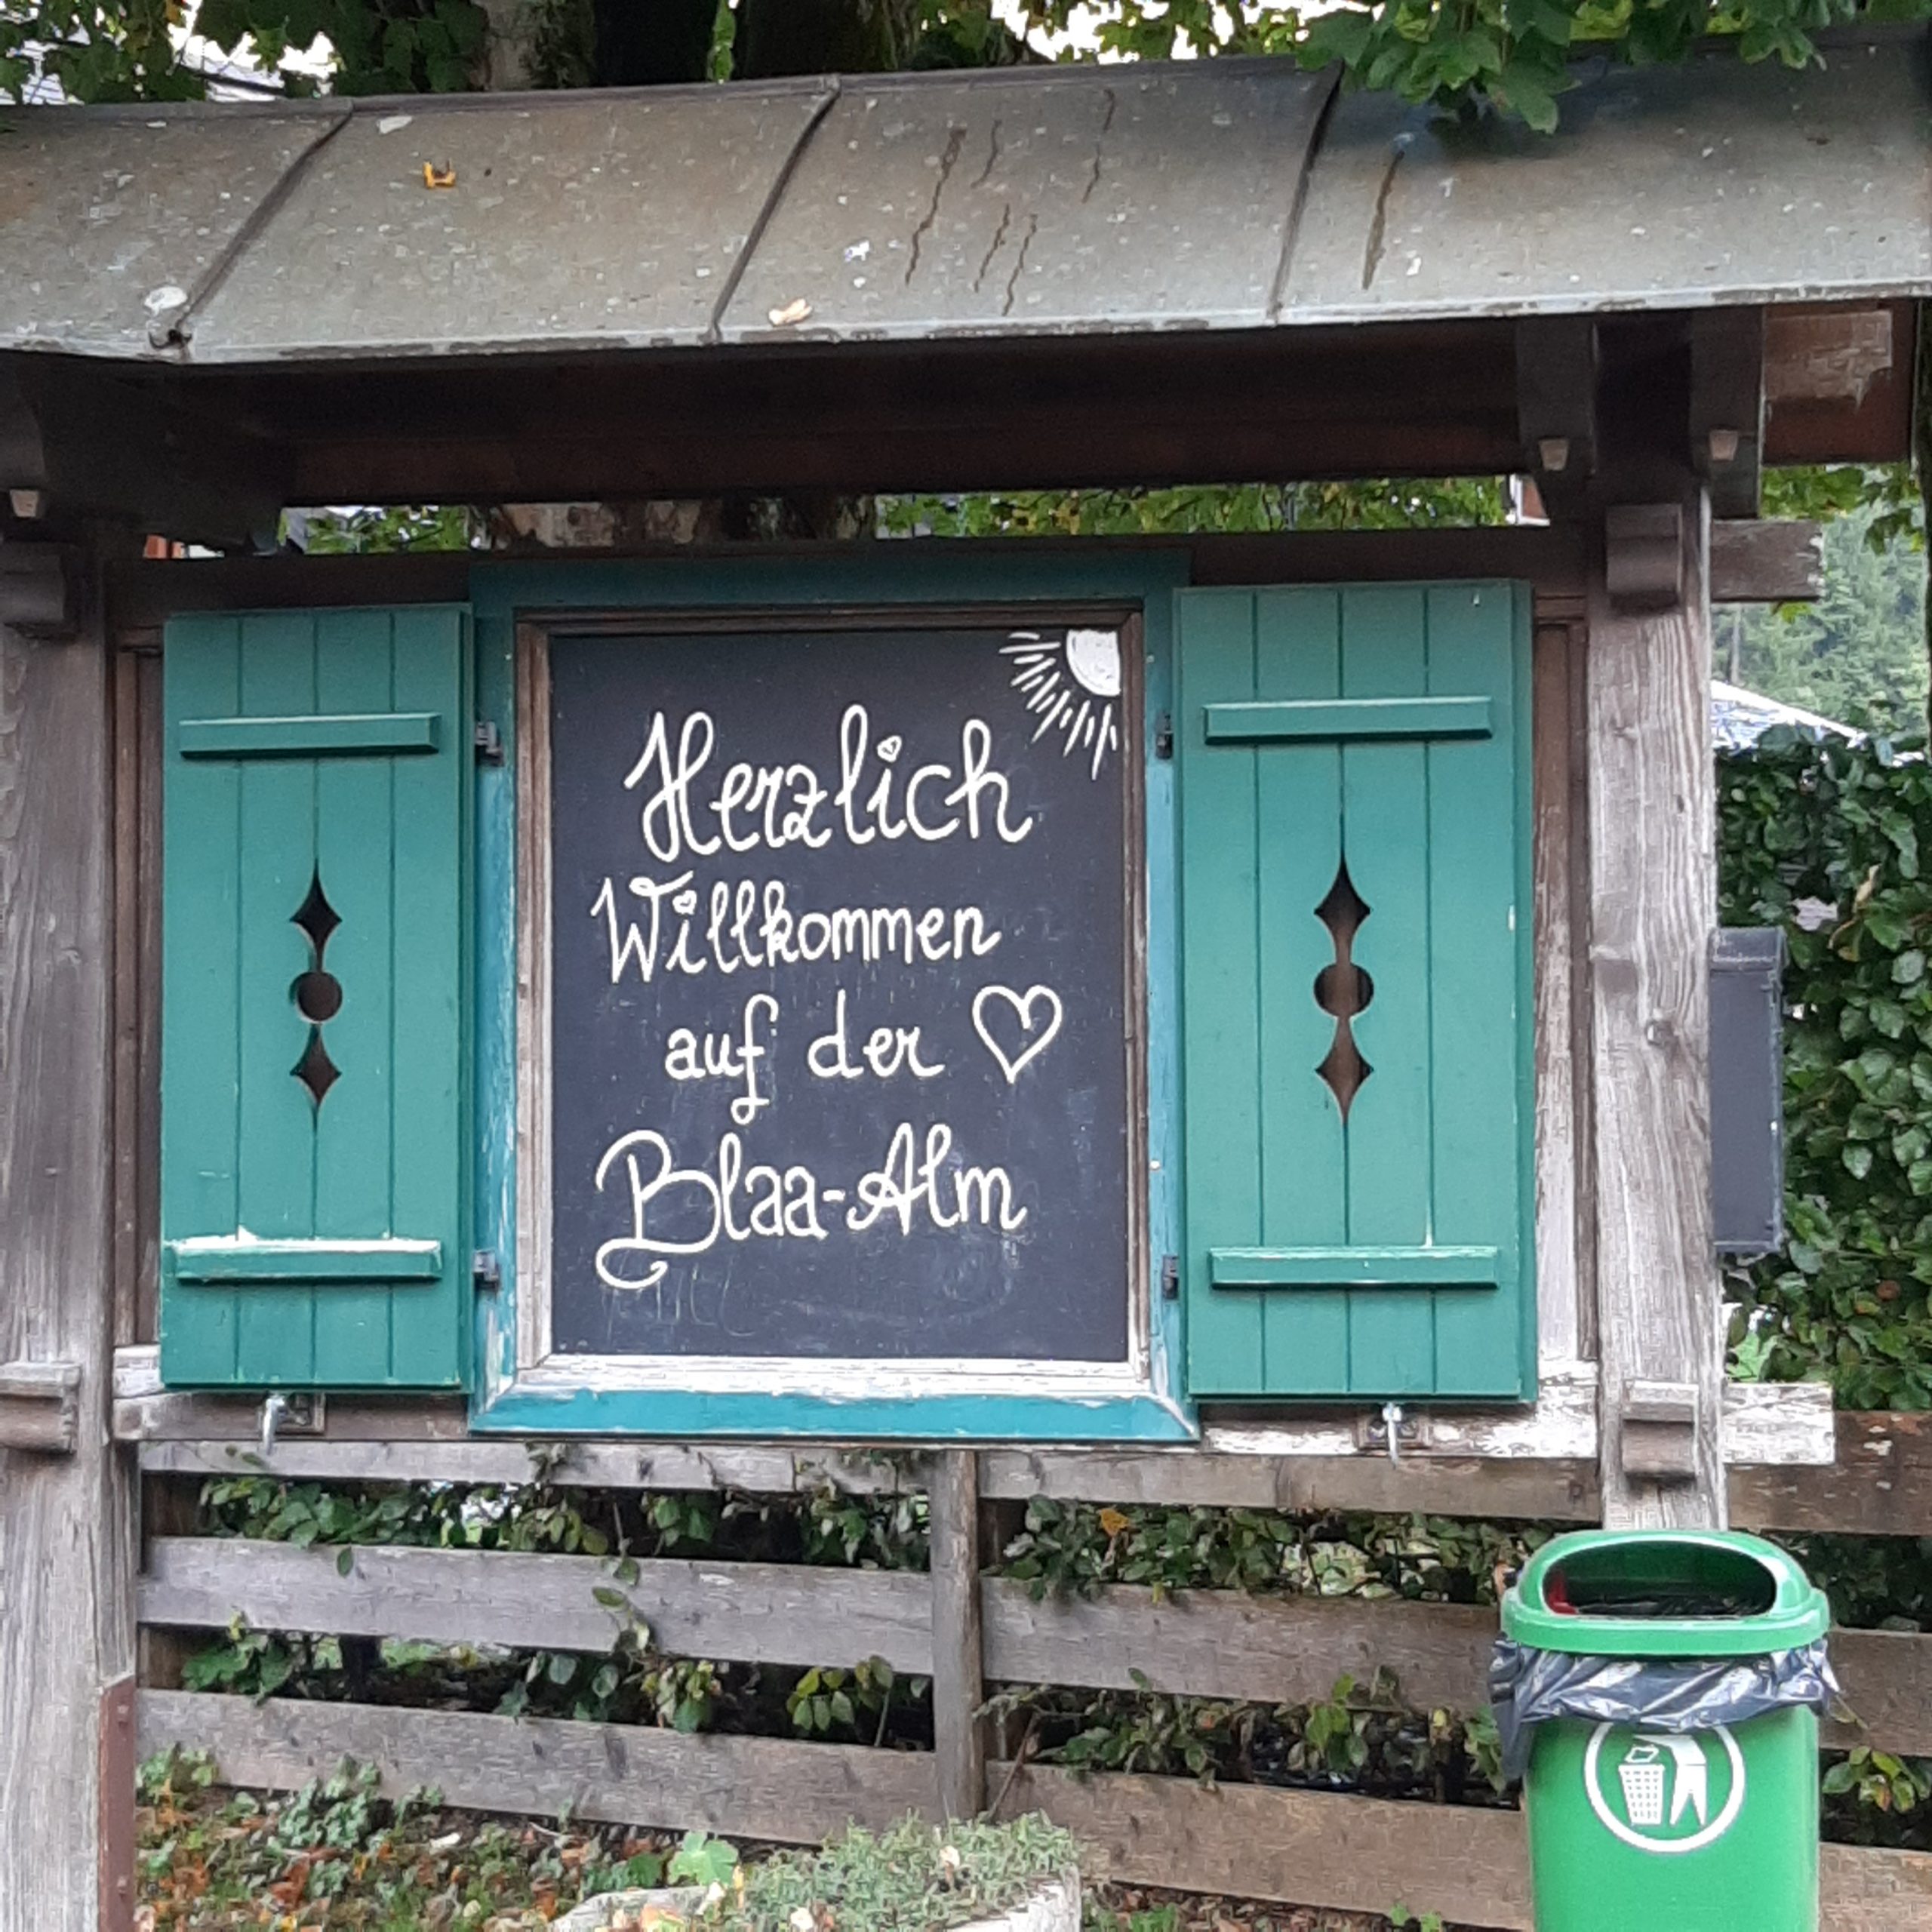 Herzlich
Willkommen
auf der
Blaa-Alm